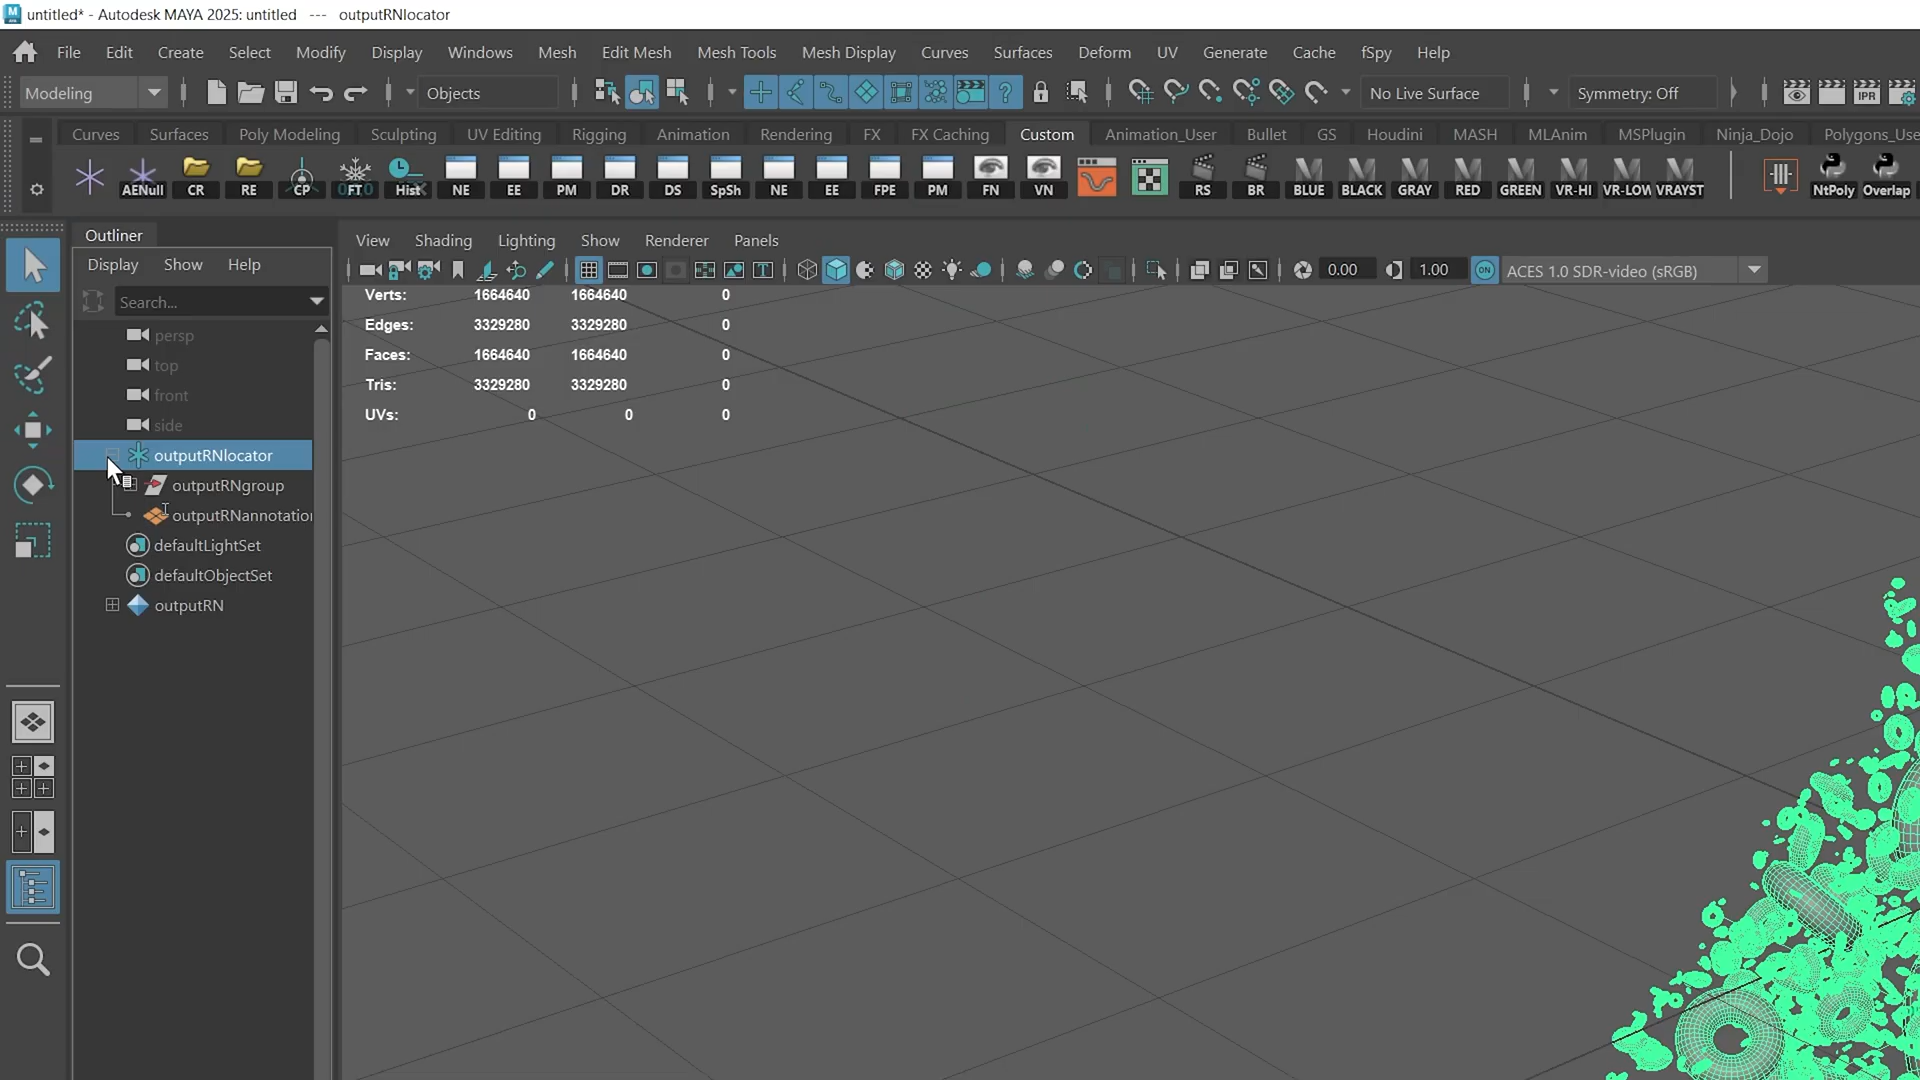 untitled* - Autodesk MAYA 2025: untitled   ---   outputRNlocator
File Edit Create Select Modify Display Windows Mesh Edit Mesh Mesh Tools Mesh Display Curves Surfaces Deform UV Generate Cache fSpy Help
Modeling Objects No Live Surface Symmetry: Off IPR
Curves Surfaces Poly Modeling Sculpting UV Editing Rigging Animation Rendering FX FX Caching Custom Animation_User Bullet GS Houdini MASH MLAnim MSPlugin Ninja_Dojo Polygons_Use
AENull CR RE CP FT Hist NE EE PM DR DS SpSh NE EE FPE PM FN VN RS BR BLUE BLACK GRAY RED GREEN VR-HI VR-LOW VRAYST NtPoly Overlap
Outliner
View Shading Lighting Show Renderer Panels
Display Show Help
0.00 1.00 ON ACES 1.0 SDR-video (sRGB)
Search...
Verts: 1664640 1664640 0
Edges: 3329280 3329280 0
Faces: 1664640 1664640 0
Tris: 3329280 3329280 0
UVs: 0 0 0
persp
top
front
side
outputRNlocator
outputRNgroup
outputRNannotation
defaultLightSet
defaultObjectSet
outputRN